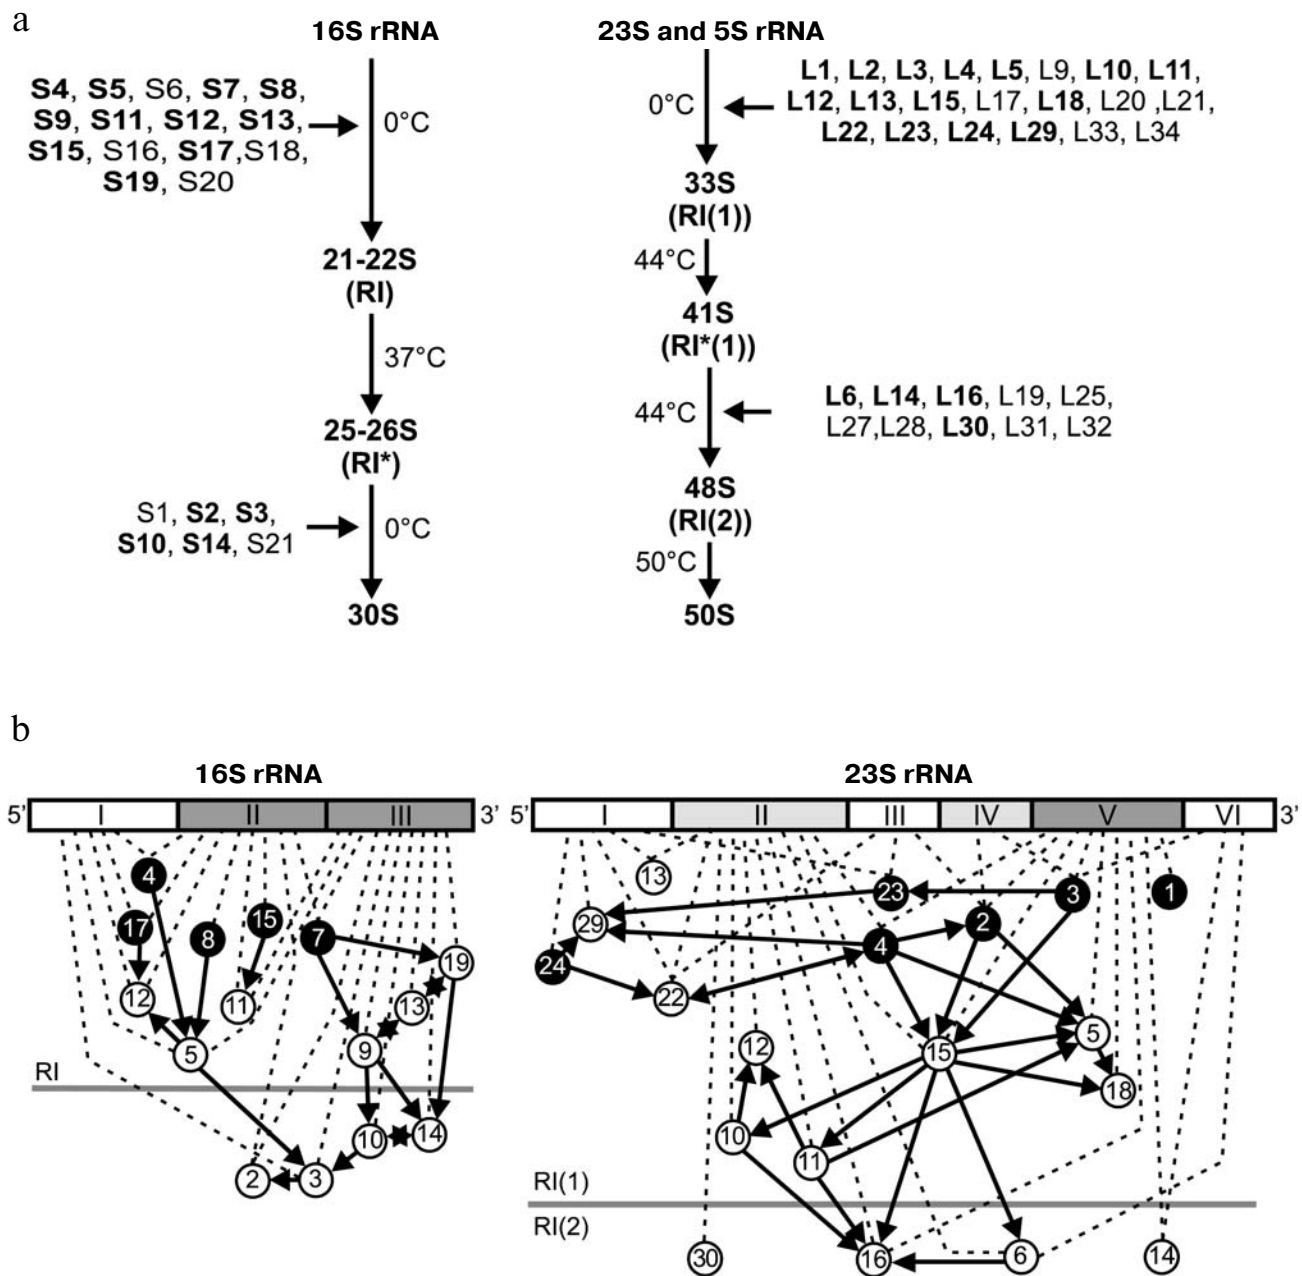 a
16S rRNA
S4, S5, S6, S7, S8,
S9, S11, S12, S13,
S15, S16, S17,S18,
S19, S20
0°C
21-22S
(RI)
37°C
25-26S
(RI*)
S1, S2, S3,
S10, S14, S21
0°C
30S
23S and 5S rRNA
L1, L2, L3, L4, L5, L9, L10, L11,
L12, L13, L15, L17, L18, L20 ,L21,
L22, L23, L24, L29, L33, L34
0°C
33S
(RI(1))
44°C
41S
(RI*(1))
44°C
L6, L14, L16, L19, L25,
L27,L28, L30, L31, L32
48S
(RI(2))
50°C
50S
b
16S rRNA
5' I II III 3'
4
17 8 15 7
19
12 11 13
5 9
RI
10 14
2 3
23S rRNA
5' I II III IV V VI 3'
13 23 3 1
29 4 2
24 22
12 15 5
18
10 11
RI(1)
RI(2)
30 16 6 14